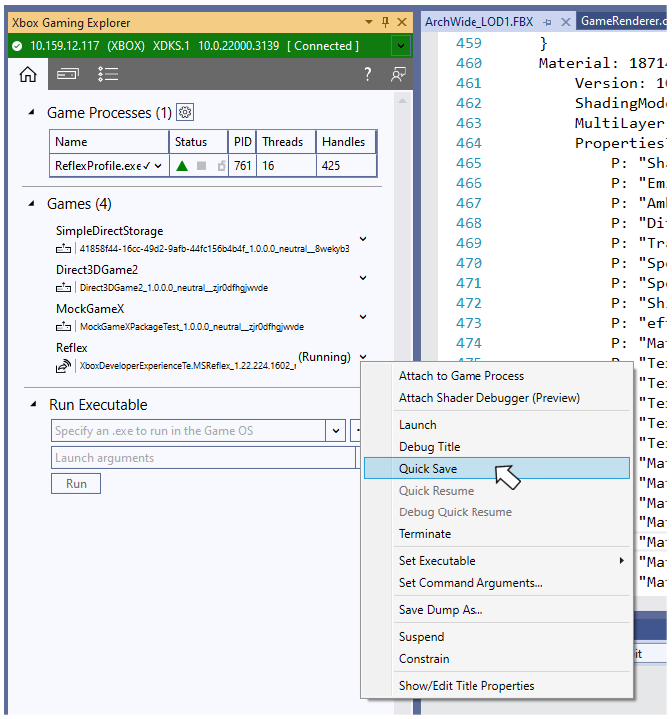 Xbox Gaming Explorer
10.159.12.117 (XBOX) XDKS.1 10.0.22000.3139 [ Connected ]
?
Game Processes (1)
Name Status PID Threads Handles
ReflexProfile.exe 761 16 425
Games (4)
SimpleDirectStorage
41858f44-16cc-49d2-9afb-44fc156b4b4f_1.0.0.0_neutral__8wekyb3
Direct3DGame2
Direct3DGame2_1.0.0.0_neutral__zjr0dfhgjwvde
MockGameX
MockGameXPackageTest_1.0.0.0_neutral__zjr0dfhgjwvde
Reflex
(Running)
XboxDeveloperExperienceTe.MSReflex_1.22.224.1602_
Run Executable
Specify an .exe to run in the Game OS
Launch arguments
Run
Attach to Game Process
Attach Shader Debugger (Preview)
Launch
Debug Title
Quick Save
Quick Resume
Debug Quick Resume
Terminate
Set Executable
Set Command Arguments...
Save Dump As...
Suspend
Constrain
Show/Edit Title Properties
ArchWide_LOD1.FBX GameRenderer.c
459 }
460 Material: 18714
461 Version: 10
462 ShadingMode
463 MultiLayer
464 Properties
465 P: "Sha
466 P: "Emi
467 P: "Amb
468 P: "Dif
469 P: "Tra
470 P: "Spe
471 P: "Spe
472 P: "Shi
473 P: "eff
474 P: "Mat
P: "Tex
"Tex
"Tex
"Tex
"Tex
"Mat
"Mat
"Mat
"Mat
"Mat
"Mat
"Mat
it